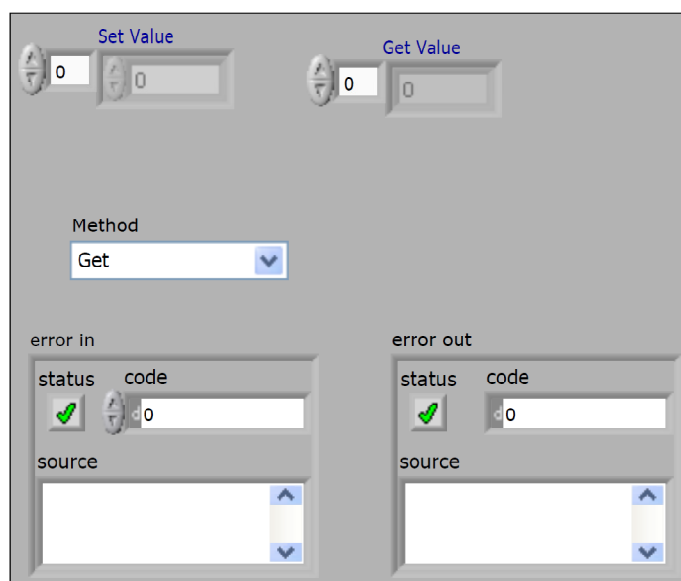 Set Value
Get Value
0
0
0
0
Method
Get
error in
error out
status code
status code
d 0
d 0
source
source